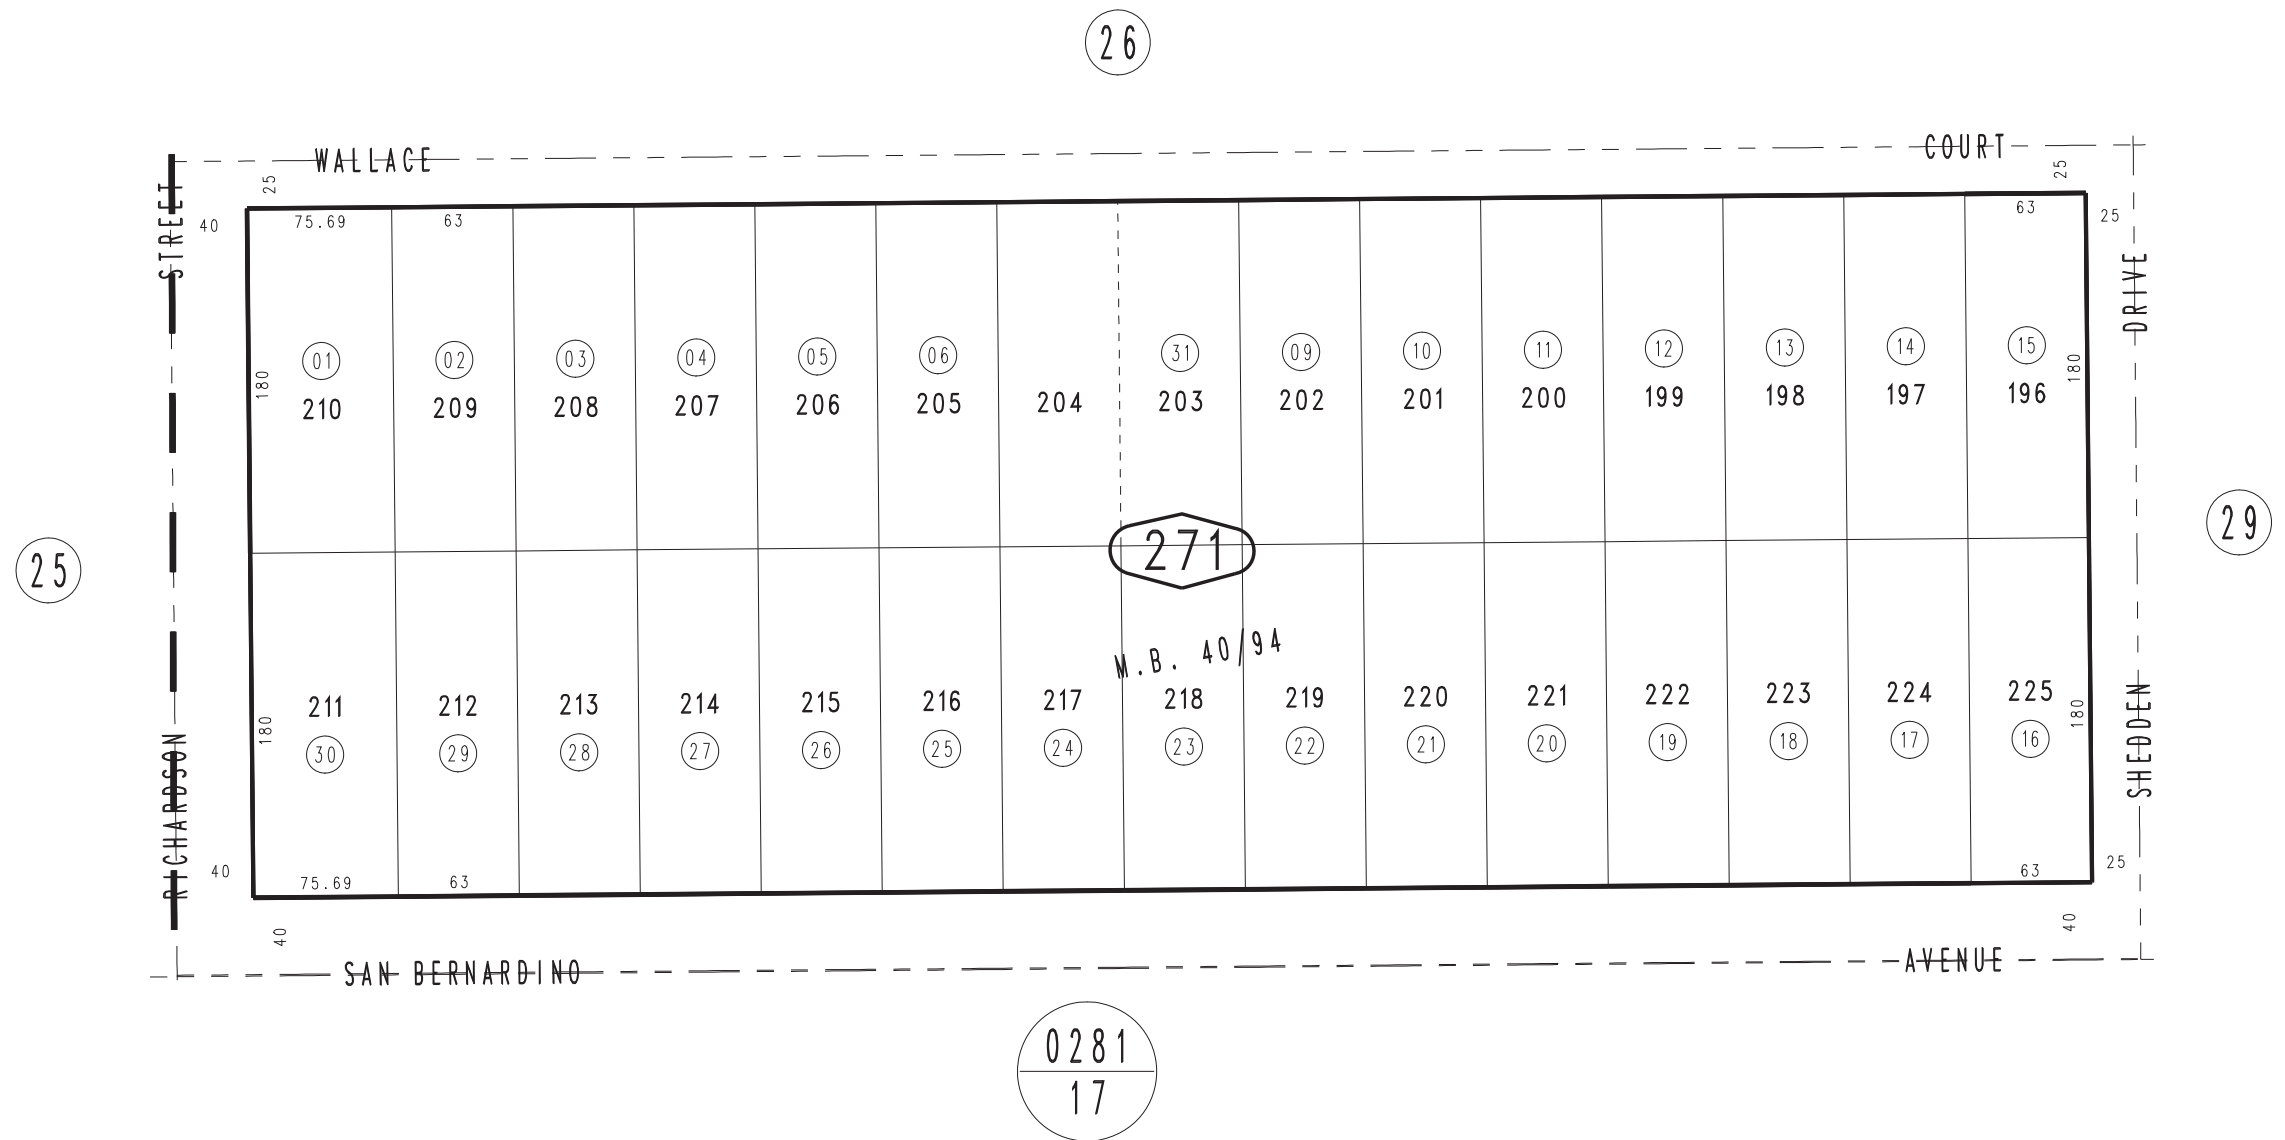 26
WALLACE COURT
25 25
STREET
40 75.69 63 63 25
DRIVE
01 02 03 04 05 06 31 09 10 11 12 13 14 15
180 180
210 209 208 207 206 205 204 203 202 201 200 199 198 197 196
25 271 29
M.B. 40/94
211 212 213 214 215 216 217 218 219 220 221 222 223 224 225
180 180
30 29 28 27 26 25 24 23 22 21 20 19 18 17 16
RICHARDSON
SHEDDEN
40 75.69 63 63 25
40 40
SAN BERNARDINO AVENUE
0281
17